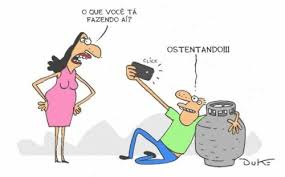 O QUE VOCÊ TÁ
FAZENDO AÍ?
CLICK
OSTENTANDO!!!
DUKE